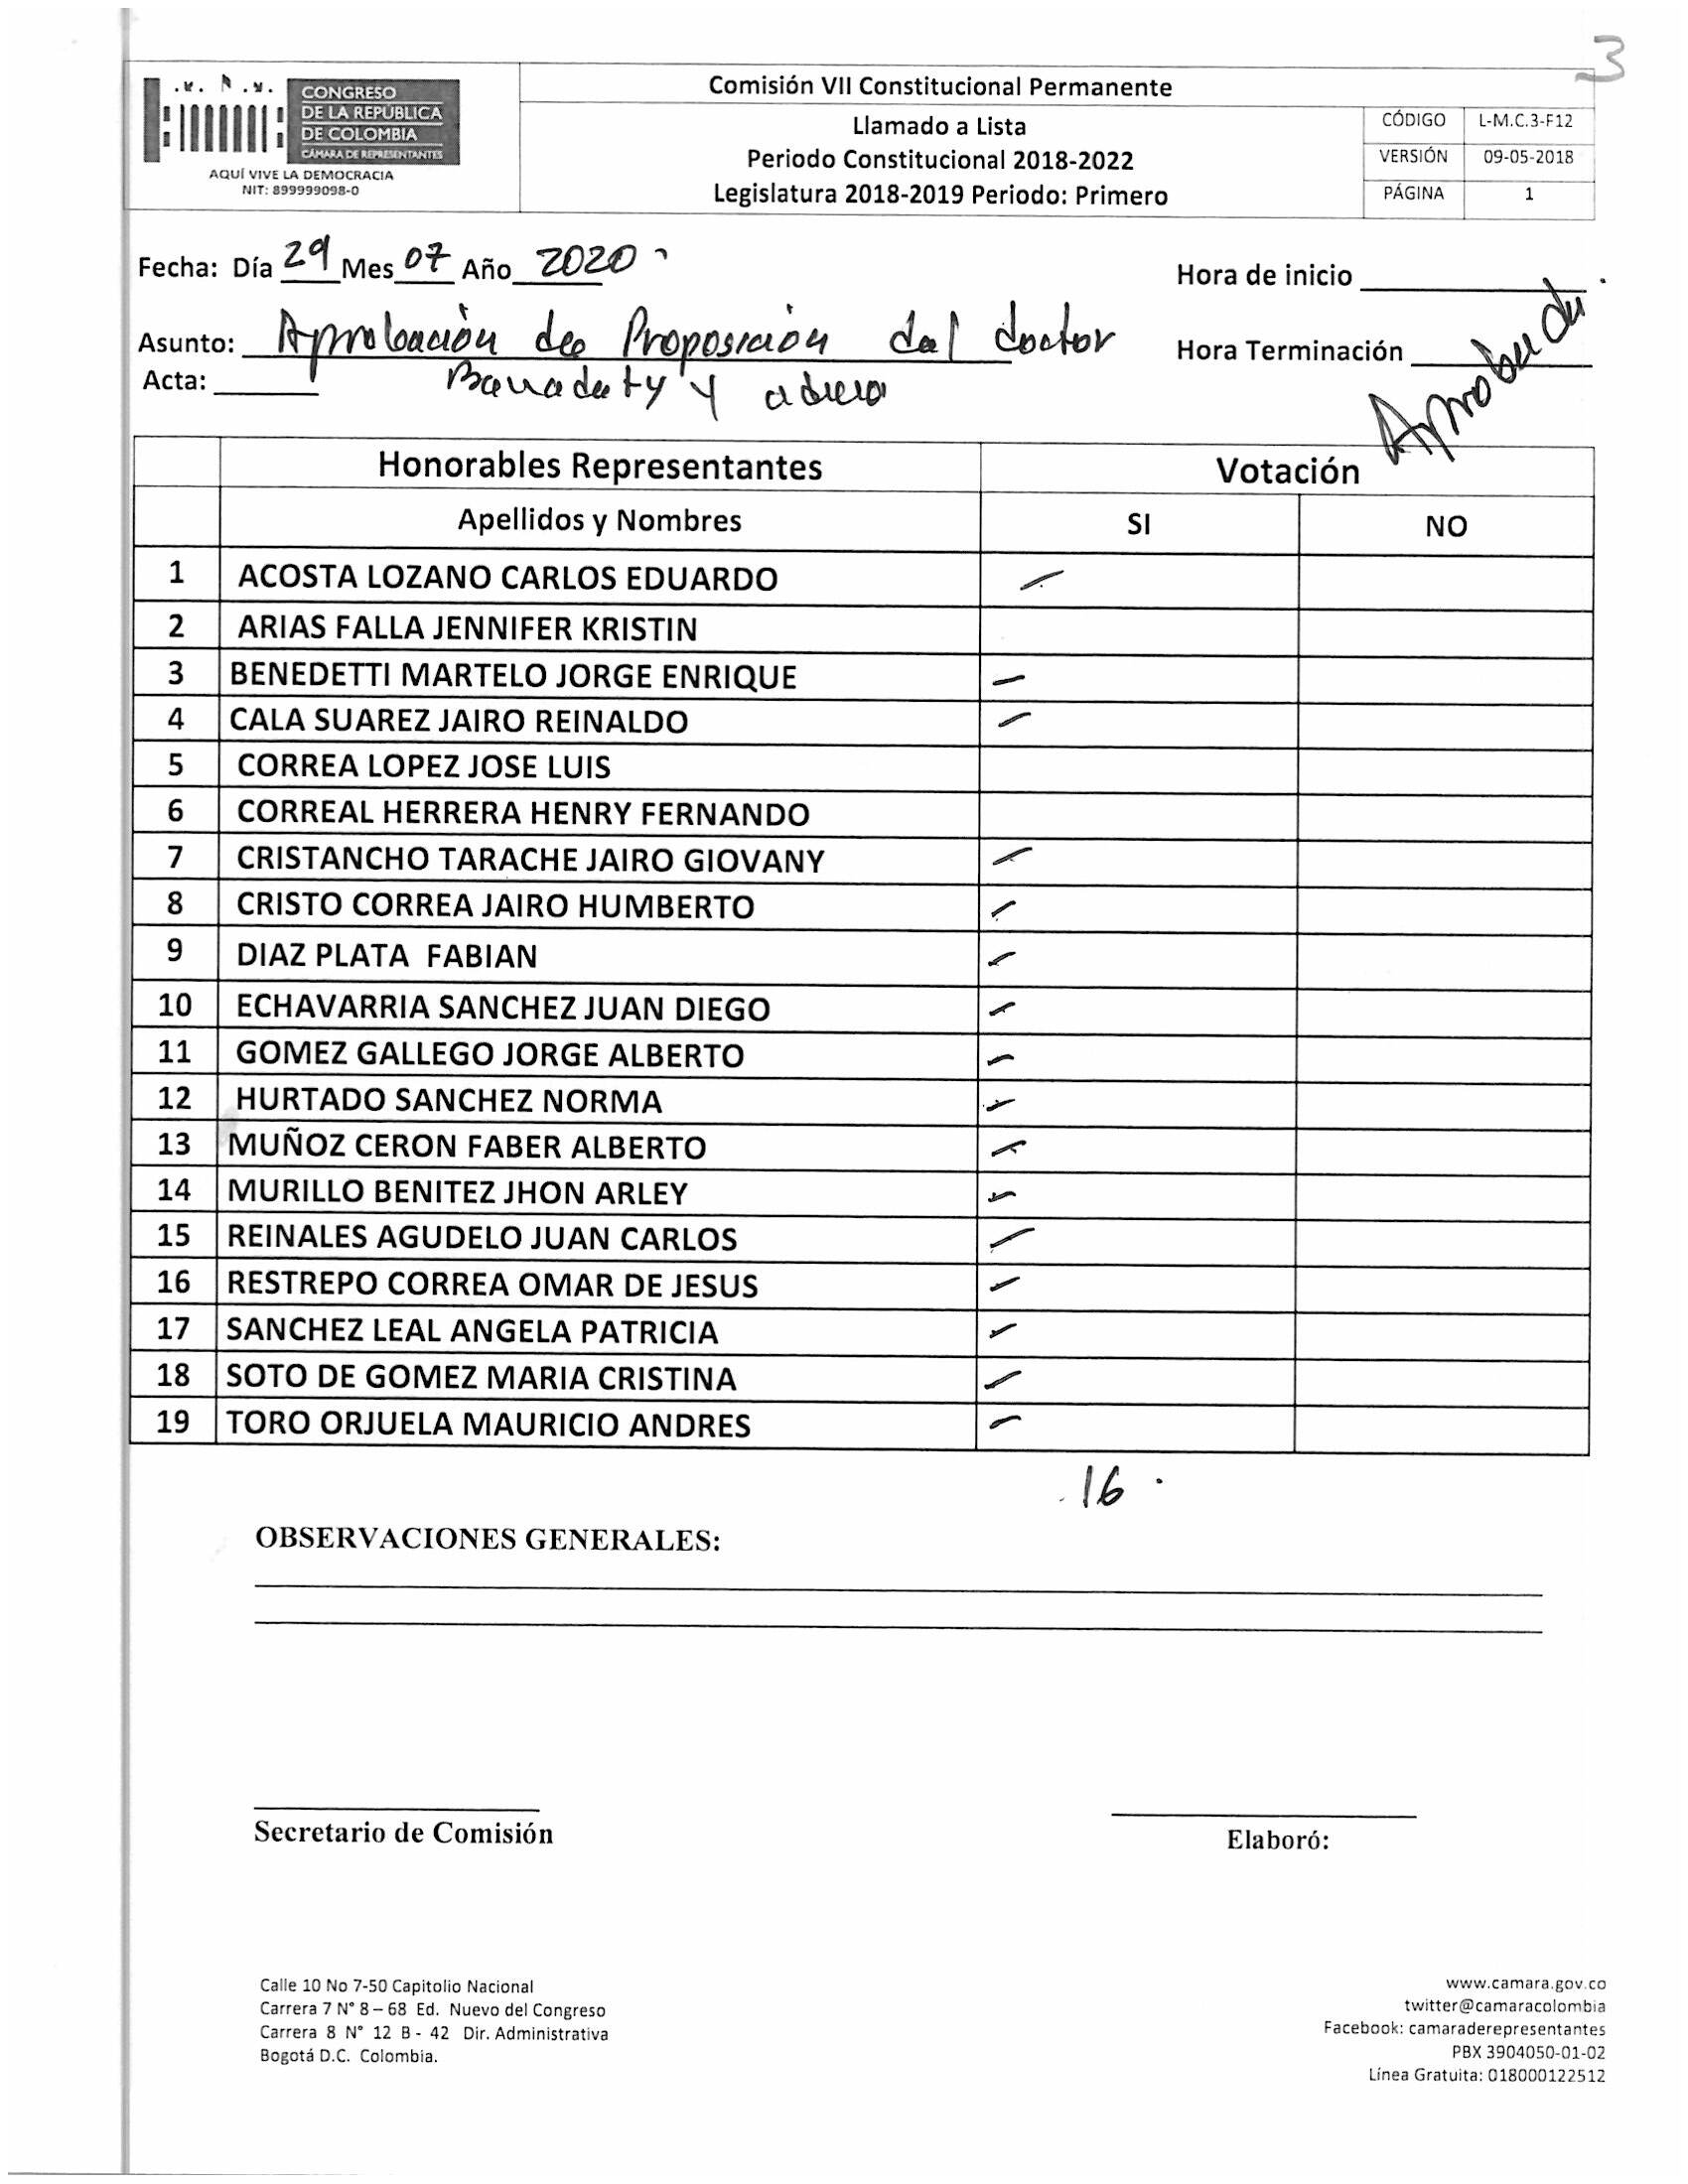 3
CONGRESO
DE LA REPÚBLICA
DE COLOMBIA
CÁMARA DE REPRESENTANTES
AQUÍ VIVE LA DEMOCRACIA
NIT: 899999098-0
Comisión VII Constitucional Permanente
Llamado a Lista
Periodo Constitucional 2018-2022
Legislatura 2018-2019 Periodo: Primero
CÓDIGO L-M.C.3-F12
VERSIÓN 09-05-2018
PÁGINA 1
Fecha: Día 29 Mes 07 Año 2020
Hora de inicio
Asunto: Aprobación de Proposición del doctor
Hora Terminación
Acta: y
Honorables Representantes Votación
Apellidos y Nombres SI NO
1 ACOSTA LOZANO CARLOS EDUARDO
2 ARIAS FALLA JENNIFER KRISTIN
3 BENEDETTI MARTELO JORGE ENRIQUE
4 CALA SUAREZ JAIRO REINALDO
5 CORREA LOPEZ JOSE LUIS
6 CORREAL HERRERA HENRY FERNANDO
7 CRISTANCHO TARACHE JAIRO GIOVANY
8 CRISTO CORREA JAIRO HUMBERTO
9 DIAZ PLATA FABIAN
10 ECHAVARRIA SANCHEZ JUAN DIEGO
11 GOMEZ GALLEGO JORGE ALBERTO
12 HURTADO SANCHEZ NORMA
13 MUÑOZ CERON FABER ALBERTO
14 MURILLO BENITEZ JHON ARLEY
15 REINALES AGUDELO JUAN CARLOS
16 RESTREPO CORREA OMAR DE JESUS
17 SANCHEZ LEAL ANGELA PATRICIA
18 SOTO DE GOMEZ MARIA CRISTINA
19 TORO ORJUELA MAURICIO ANDRES
16
OBSERVACIONES GENERALES:
Secretario de Comisión
Elaboró:
Calle 10 No 7-50 Capitolio Nacional
Carrera 7 N° 8 – 68 Ed. Nuevo del Congreso
Carrera 8 N° 12 B - 42 Dir. Administrativa
Bogotá D.C. Colombia.
www.camara.gov.co
twitter@camaracolombia
Facebook: camaraderepresentantes
PBX 3904050-01-02
Línea Gratuita: 018000122512